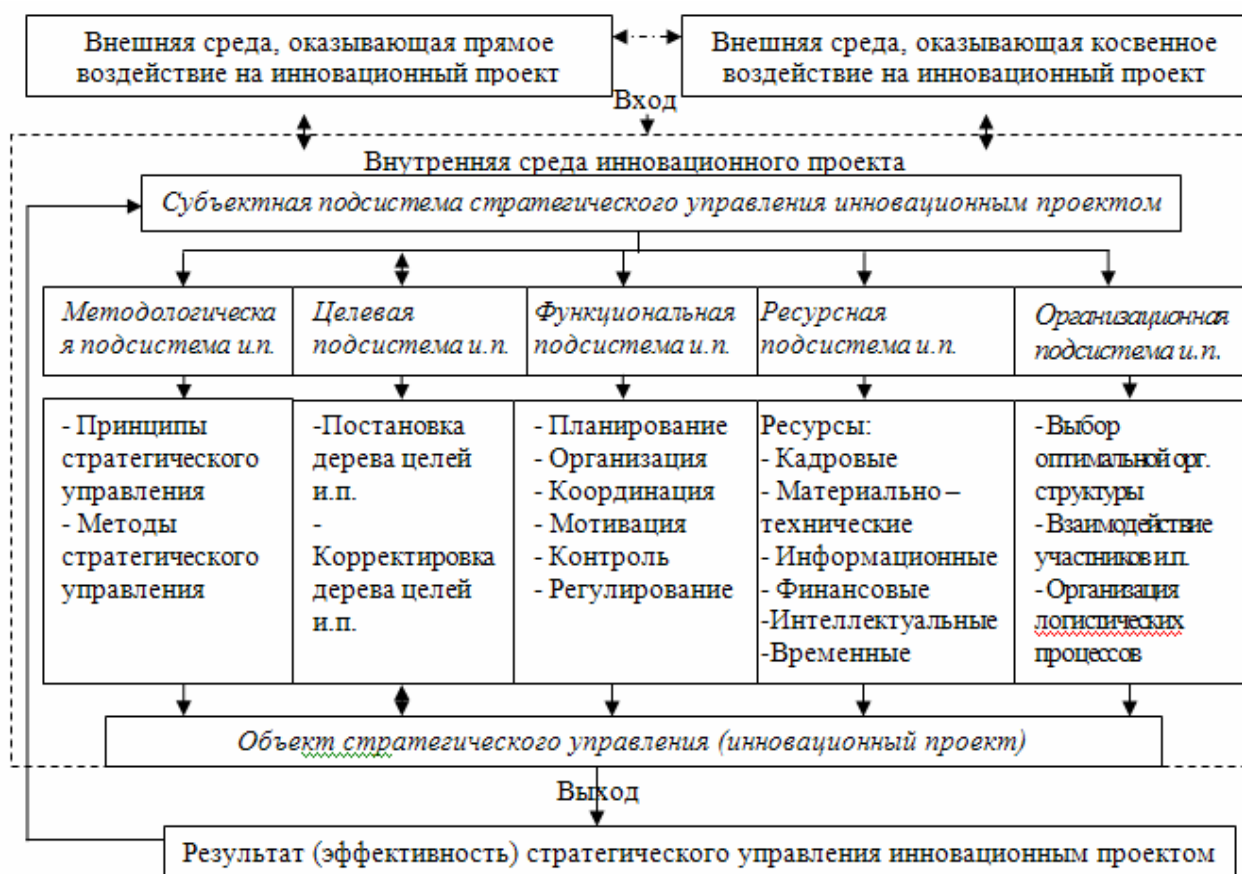 Внешняя среда, оказывающая прямое
воздействие на инновационный проект
Внешняя среда, оказывающая косвенное
воздействие на инновационный проект
Вход
Внутренняя среда инновационного проекта
Субъектная подсистема стратегического управления инновационным проектом
Методологическа
я подсистема и.п.
Целевая
подсистема и.п.
Функциональная
подсистема и.п.
Ресурсная
подсистема и.п.
Организационная
подсистема и.п.
- Принципы
стратегического
управления
- Методы
стратегического
управления
-Постановка
дерева целей
и.п.
-
Корректировка
дерева целей
и.п.
- Планирование
- Организация
- Координация
- Мотивация
- Контроль
- Регулирование
Ресурсы:
- Кадровые
- Материально –
технические
- Информационные
- Финансовые
-Интеллектуальные
-Временные
- Выбор
оптимальной орг.
структуры
- Взаимодействие
участников и.п.
- Организация
логистических
процессов
Объект стратегического управления (инновационный проект)
Выход
Результат (эффективность) стратегического управления инновационным проектом